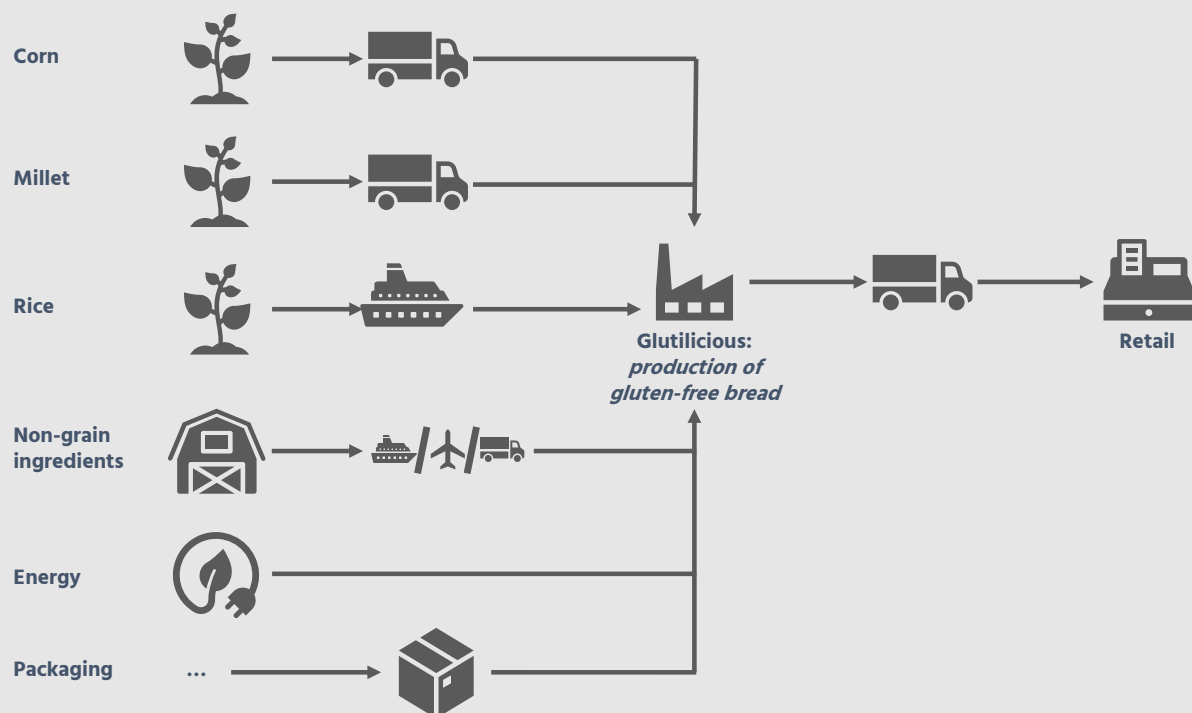 Corn
Millet
Rice
Glutilicious:
production of
gluten-free bread
Retail
Non-grain
ingredients
Energy
Packaging
...